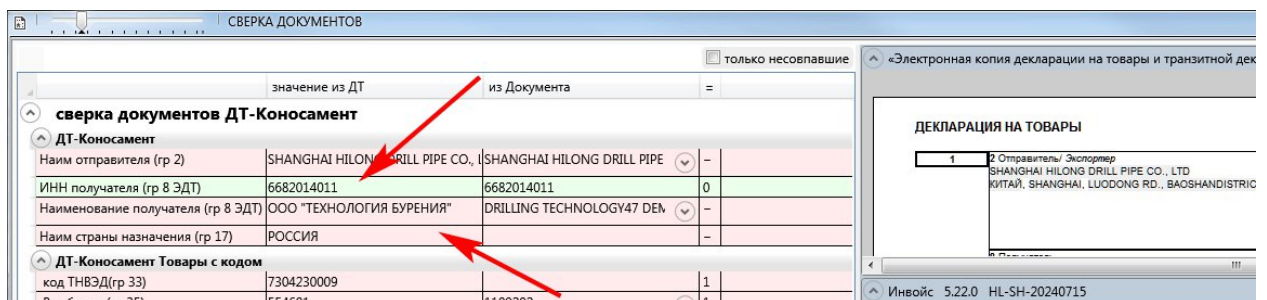 СВЕРКА ДОКУМЕНТОВ
только несовпавшие
значение из ДТ из Документа =
сверка документов ДТ-Коносамент
ДТ-Коносамент
Наим отправителя (гр 2) SHANGHAI HILONG DRILL PIPE CO., L SHANGHAI HILONG DRILL PIPE –
ИНН получателя (гр 8 ЭДТ) 6682014011 6682014011 0
Наименование получателя (гр 8 ЭДТ) ООО "ТЕХНОЛОГИЯ БУРЕНИЯ" DRILLING TECHNOLOGY47 DEM –
Наим страны назначения (гр 17) РОССИЯ –
ДТ-Коносамент Товары с кодом
код ТНВЭД(гр 33) 7304230009 1
«Электронная копия декларации на товары и транзитной дек
ДЕКЛАРАЦИЯ НА ТОВАРЫ
1 2 Отправитель/ Экспортер
SHANGHAI HILONG DRILL PIPE CO., LTD
КИТАЙ, SHANGHAI, LUODONG RD., BAOSHANDISTRIC
Инвойс 5.22.0 HL-SH-20240715